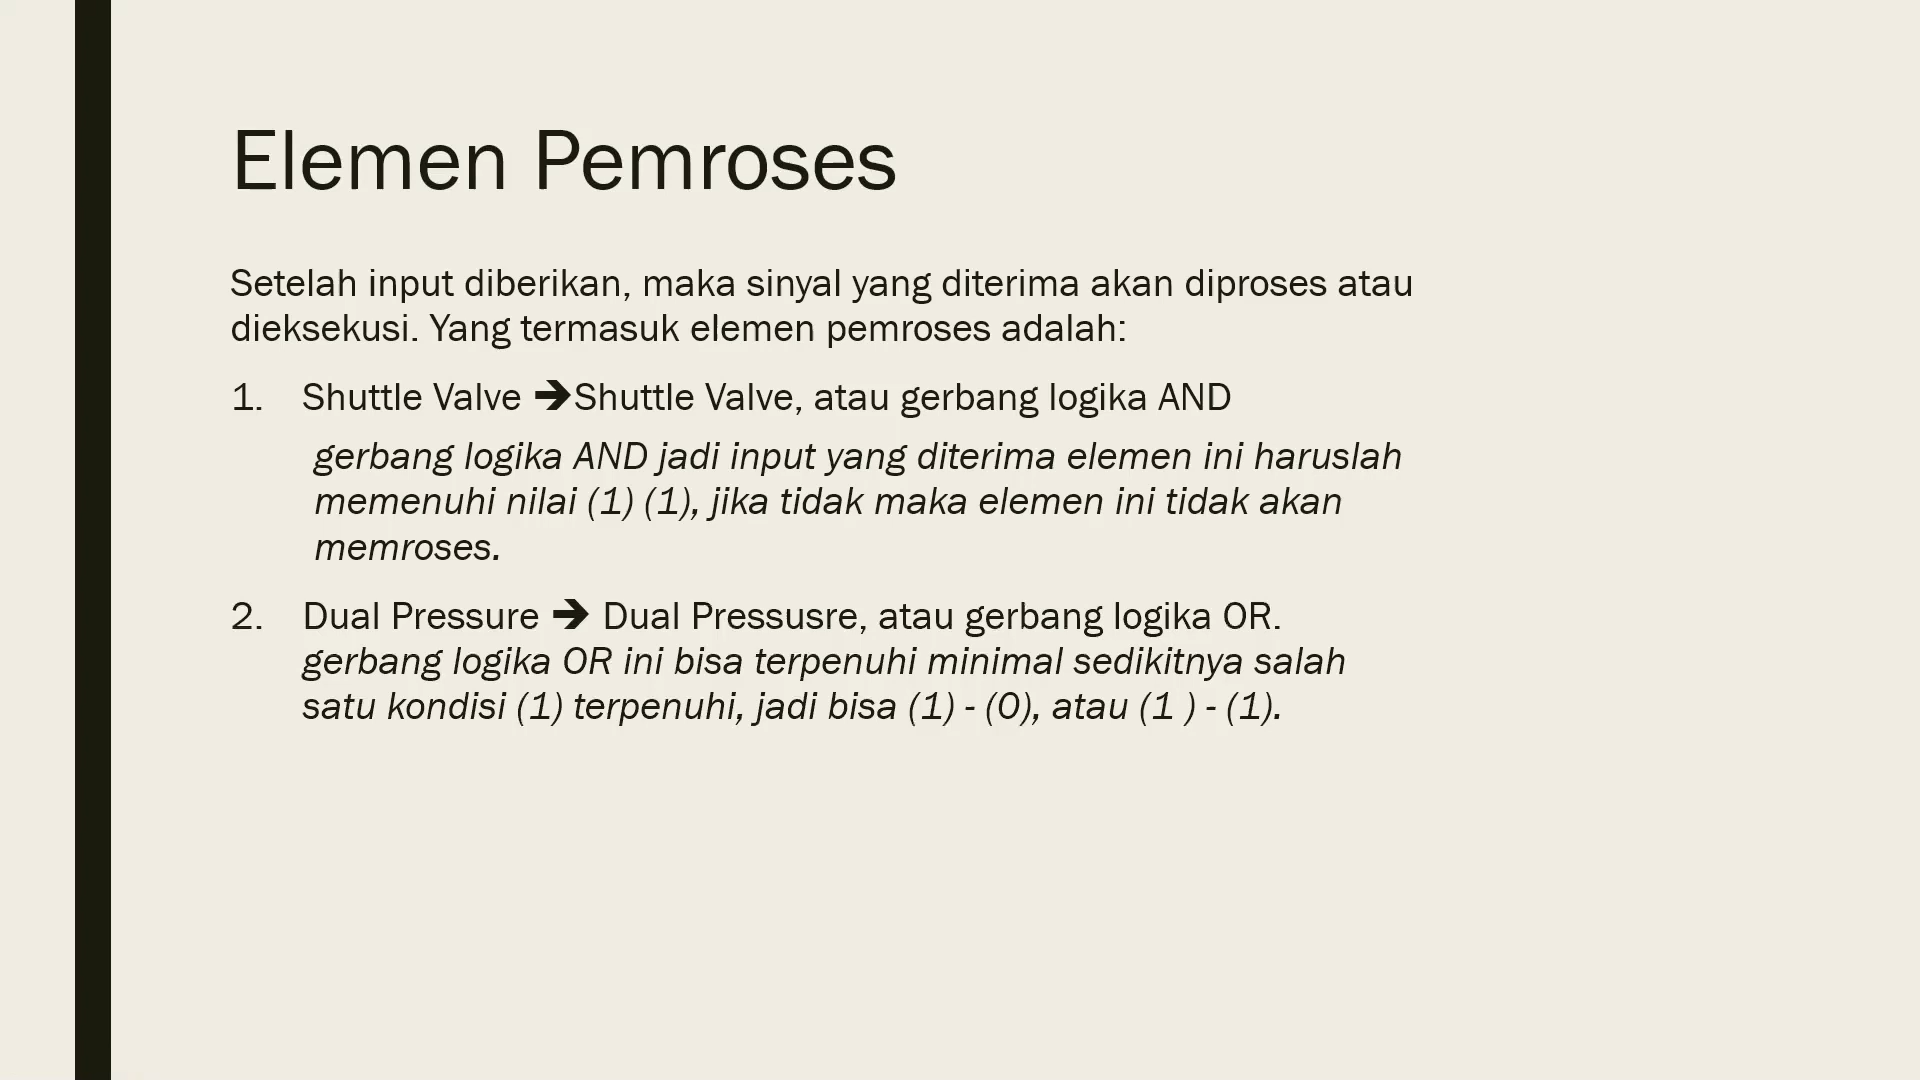 Elemen Pemroses
Setelah input diberikan, maka sinyal yang diterima akan diproses atau
dieksekusi. Yang termasuk elemen pemroses adalah:
1. Shuttle Valve 🡺Shuttle Valve, atau gerbang logika AND
gerbang logika AND jadi input yang diterima elemen ini haruslah
memenuhi nilai (1) (1), jika tidak maka elemen ini tidak akan
memroses.
2. Dual Pressure 🡺 Dual Pressusre, atau gerbang logika OR.
gerbang logika OR ini bisa terpenuhi minimal sedikitnya salah
satu kondisi (1) terpenuhi, jadi bisa (1) - (0), atau (1 ) - (1).